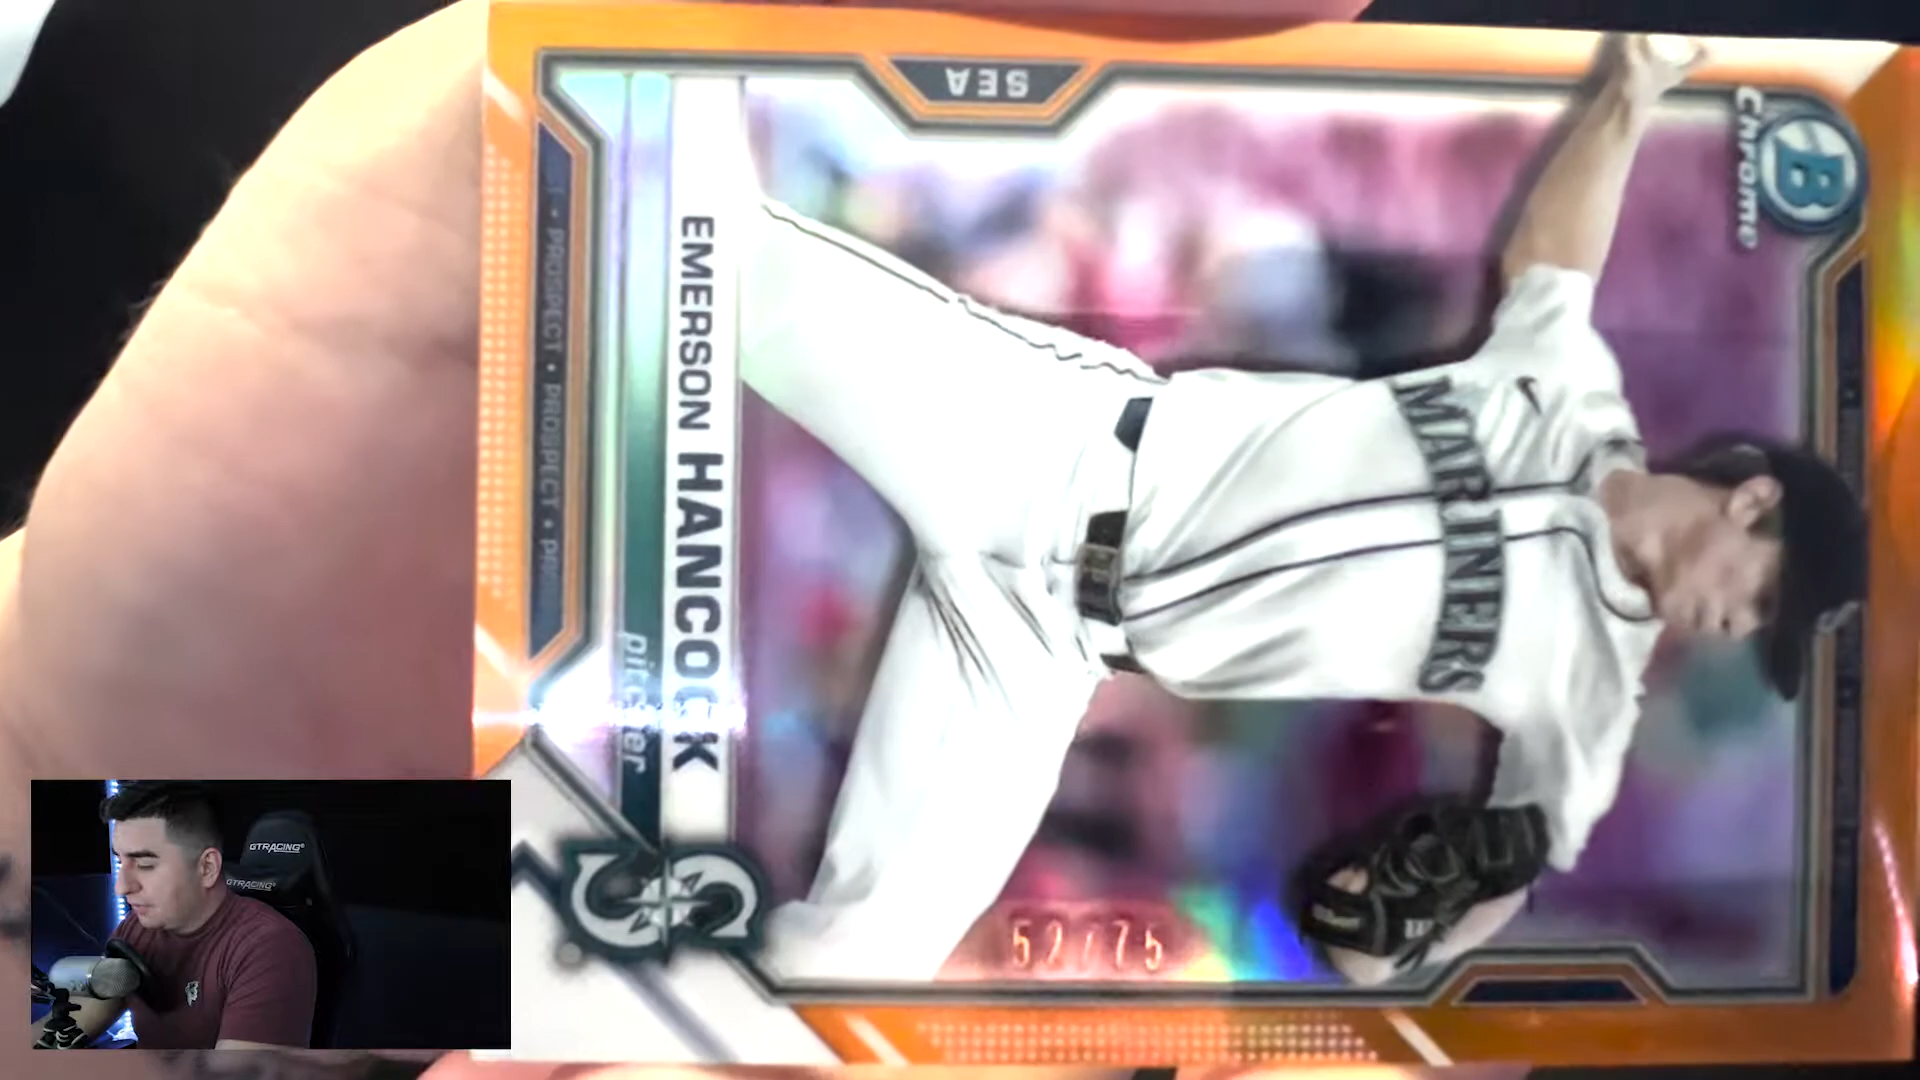 SEA
B
Chrome
MARINERS
EMERSON HANCOCK
pitcher
PROSPECT • PROSPECT •
S
52/75
GTRACING
GTRACING